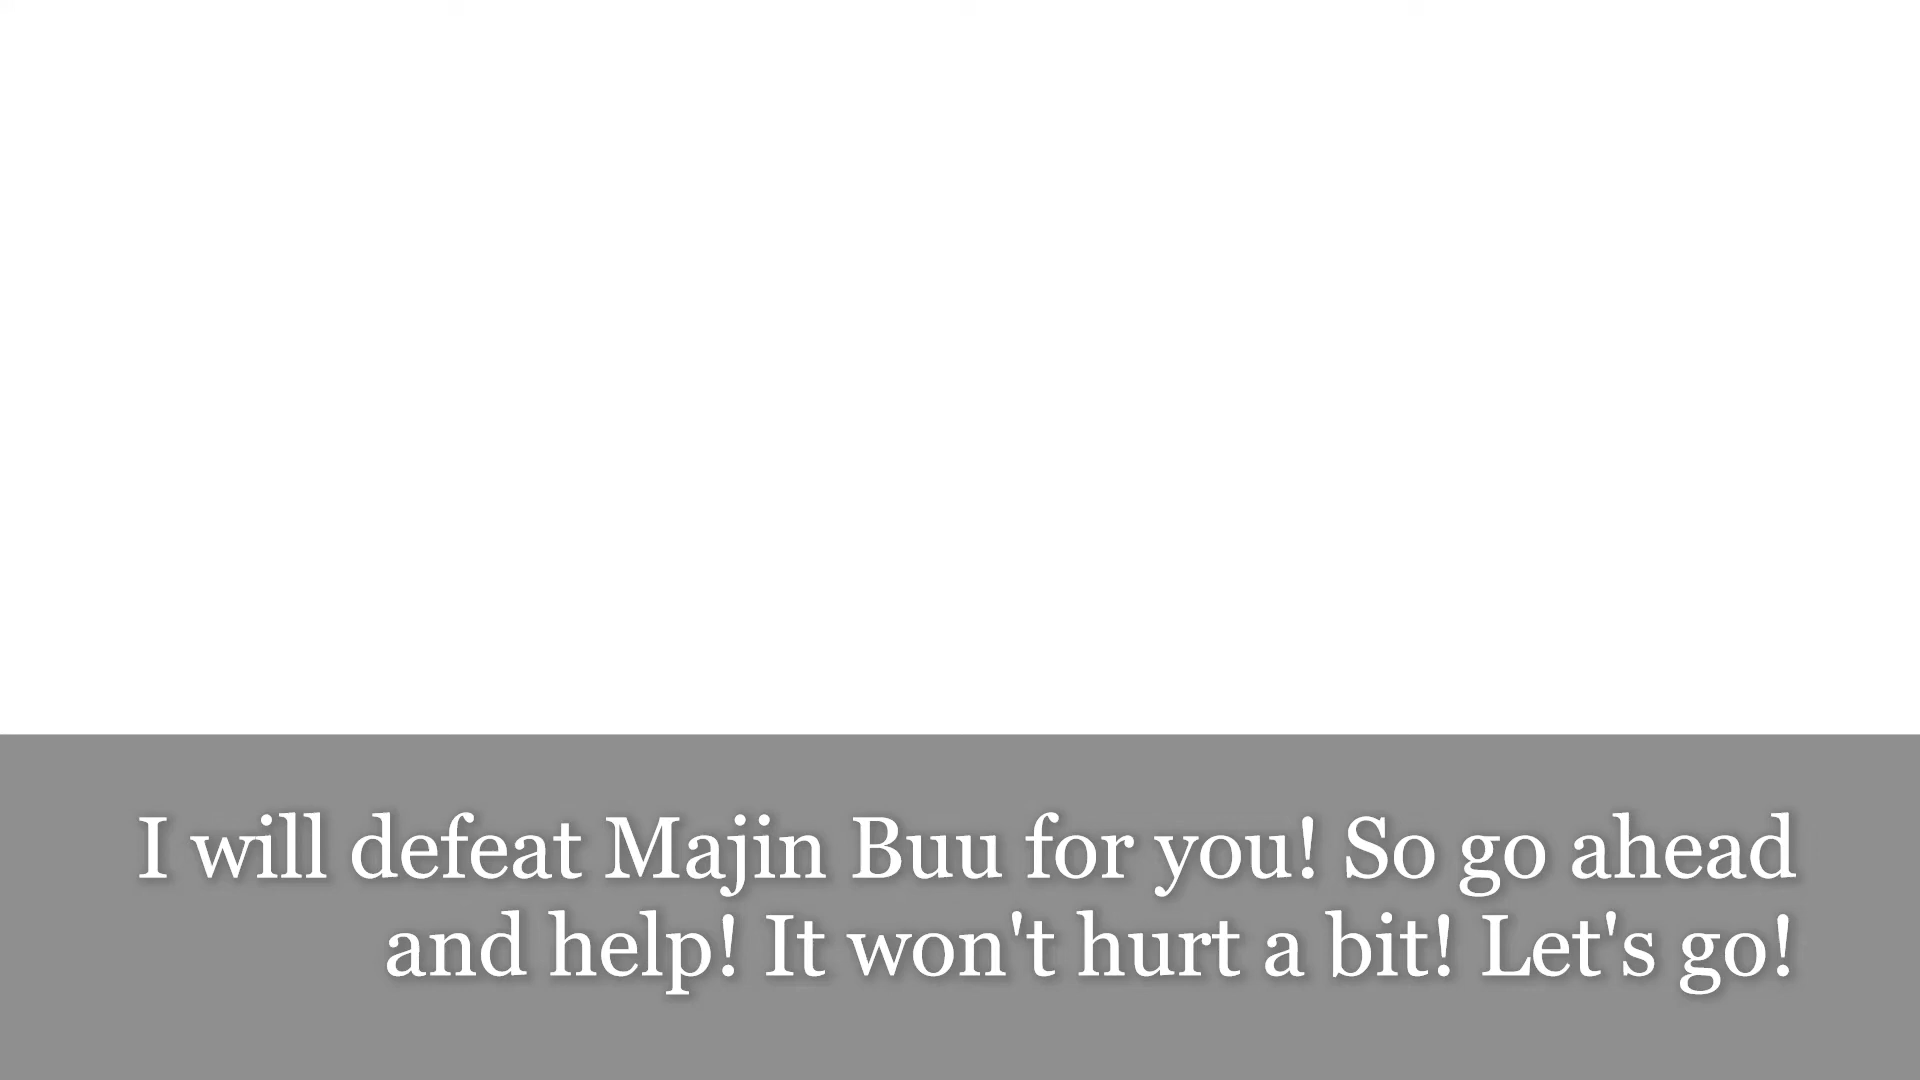 I will defeat Majin Buu for you! So go ahead
and help! It won't hurt a bit! Let's go!